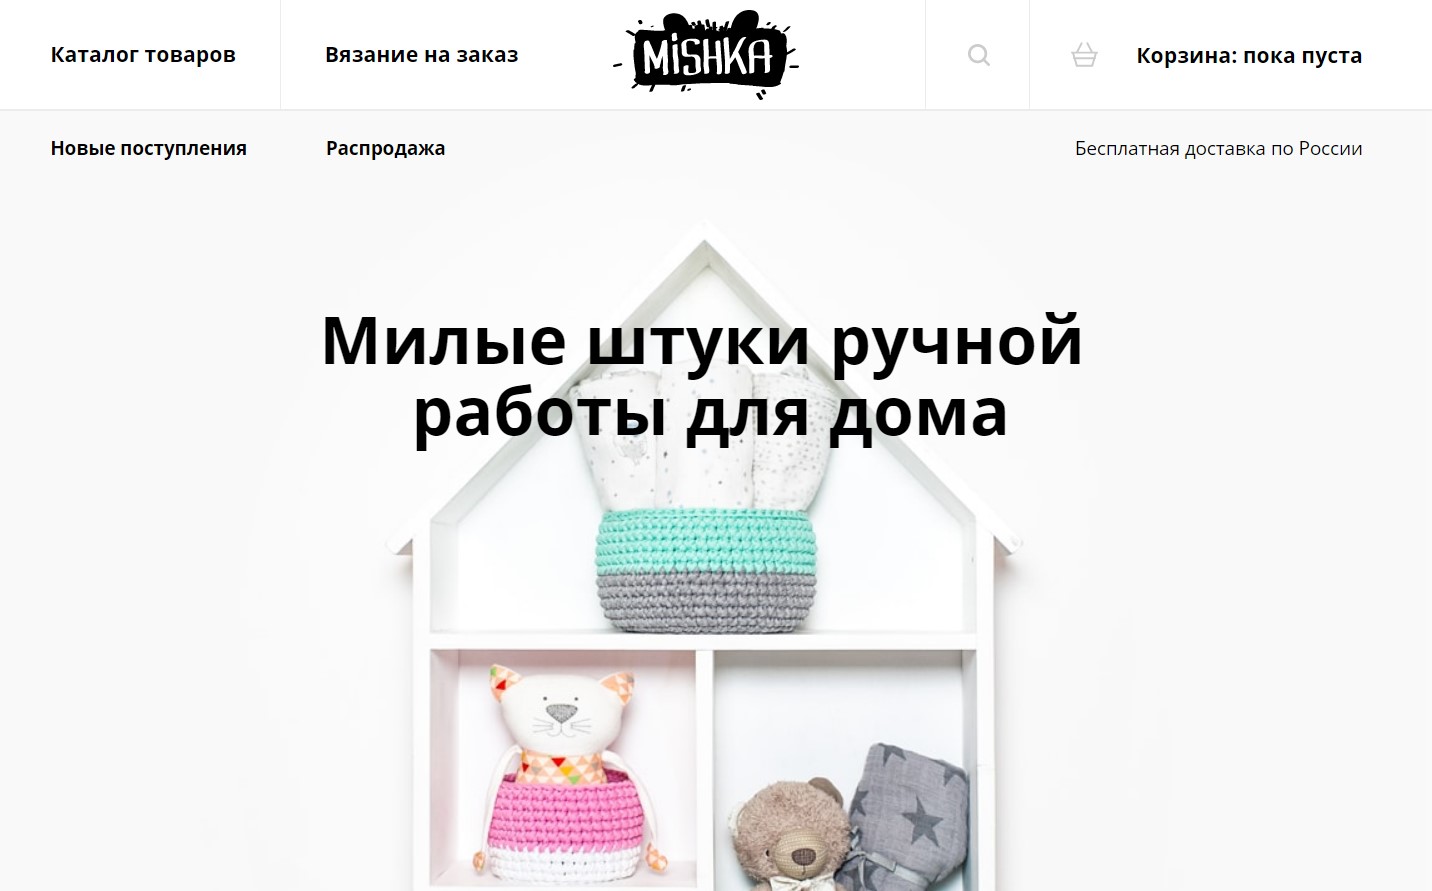 Каталог товаров
Вязание на заказ
MiSHKA
Корзина: пока пуста
Новые поступления
Распродажа
Бесплатная доставка по России
Милые штуки ручной
работы для дома